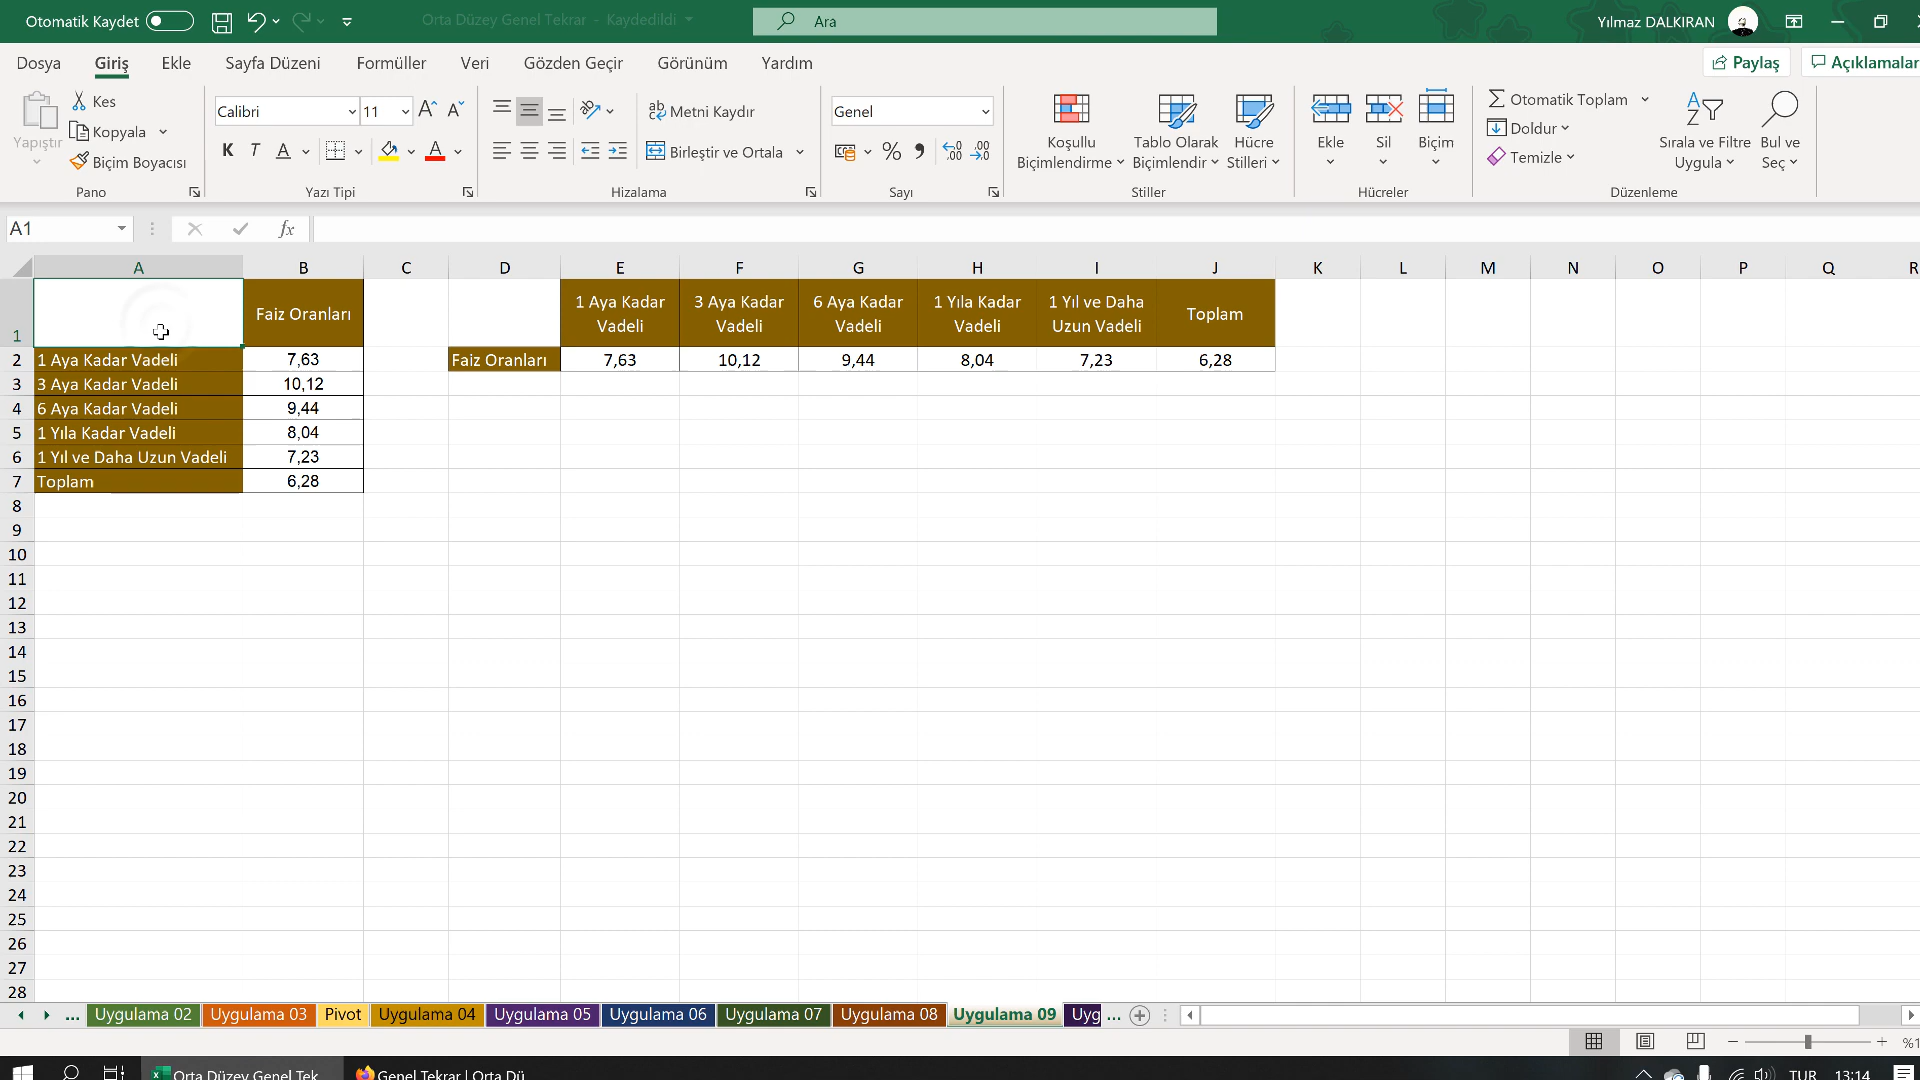 Otomatik Kaydet
Orta Düzey Genel Tekrar - Kaydedildi
Ara
Yılmaz DALKIRAN
Dosya Giriş Ekle Sayfa Düzeni Formüller Veri Gözden Geçir Görünüm Yardım
Paylaş Açıklamalar
Yapıştır
Kes
Kopyala
Biçim Boyacısı
Pano
Calibri 11
K T A
Yazı Tipi
Metni Kaydır
Birleştir ve Ortala
Hizalama
Genel
Sayı
Koşullu Biçimlendirme
Tablo Olarak Biçimlendir
Hücre Stilleri
Stiller
Ekle Sil Biçim
Hücreler
Otomatik Toplam
Doldur
Temizle
Sırala ve Filtre Uygula
Bul ve Seç
Düzenleme
A1 fx
A B C D E F G H I J K L M N O P Q R
1 Faiz Oranları 1 Aya Kadar Vadeli 3 Aya Kadar Vadeli 6 Aya Kadar Vadeli 1 Yıla Kadar Vadeli 1 Yıl ve Daha Uzun Vadeli Toplam
2 1 Aya Kadar Vadeli 7,63 Faiz Oranları 7,63 10,12 9,44 8,04 7,23 6,28
3 3 Aya Kadar Vadeli 10,12
4 6 Aya Kadar Vadeli 9,44
5 1 Yıla Kadar Vadeli 8,04
6 1 Yıl ve Daha Uzun Vadeli 7,23
7 Toplam 6,28
8
9
10
11
12
13
14
15
16
17
18
19
20
21
22
23
24
25
26
27
28
... Uygulama 02 Uygulama 03 Pivot Uygulama 04 Uygulama 05 Uygulama 06 Uygulama 07 Uygulama 08 Uygulama 09 Uyg ...
%1
Orta Düzey Genel Tek Genel Tekrar | Orta Dü TUR 13:14